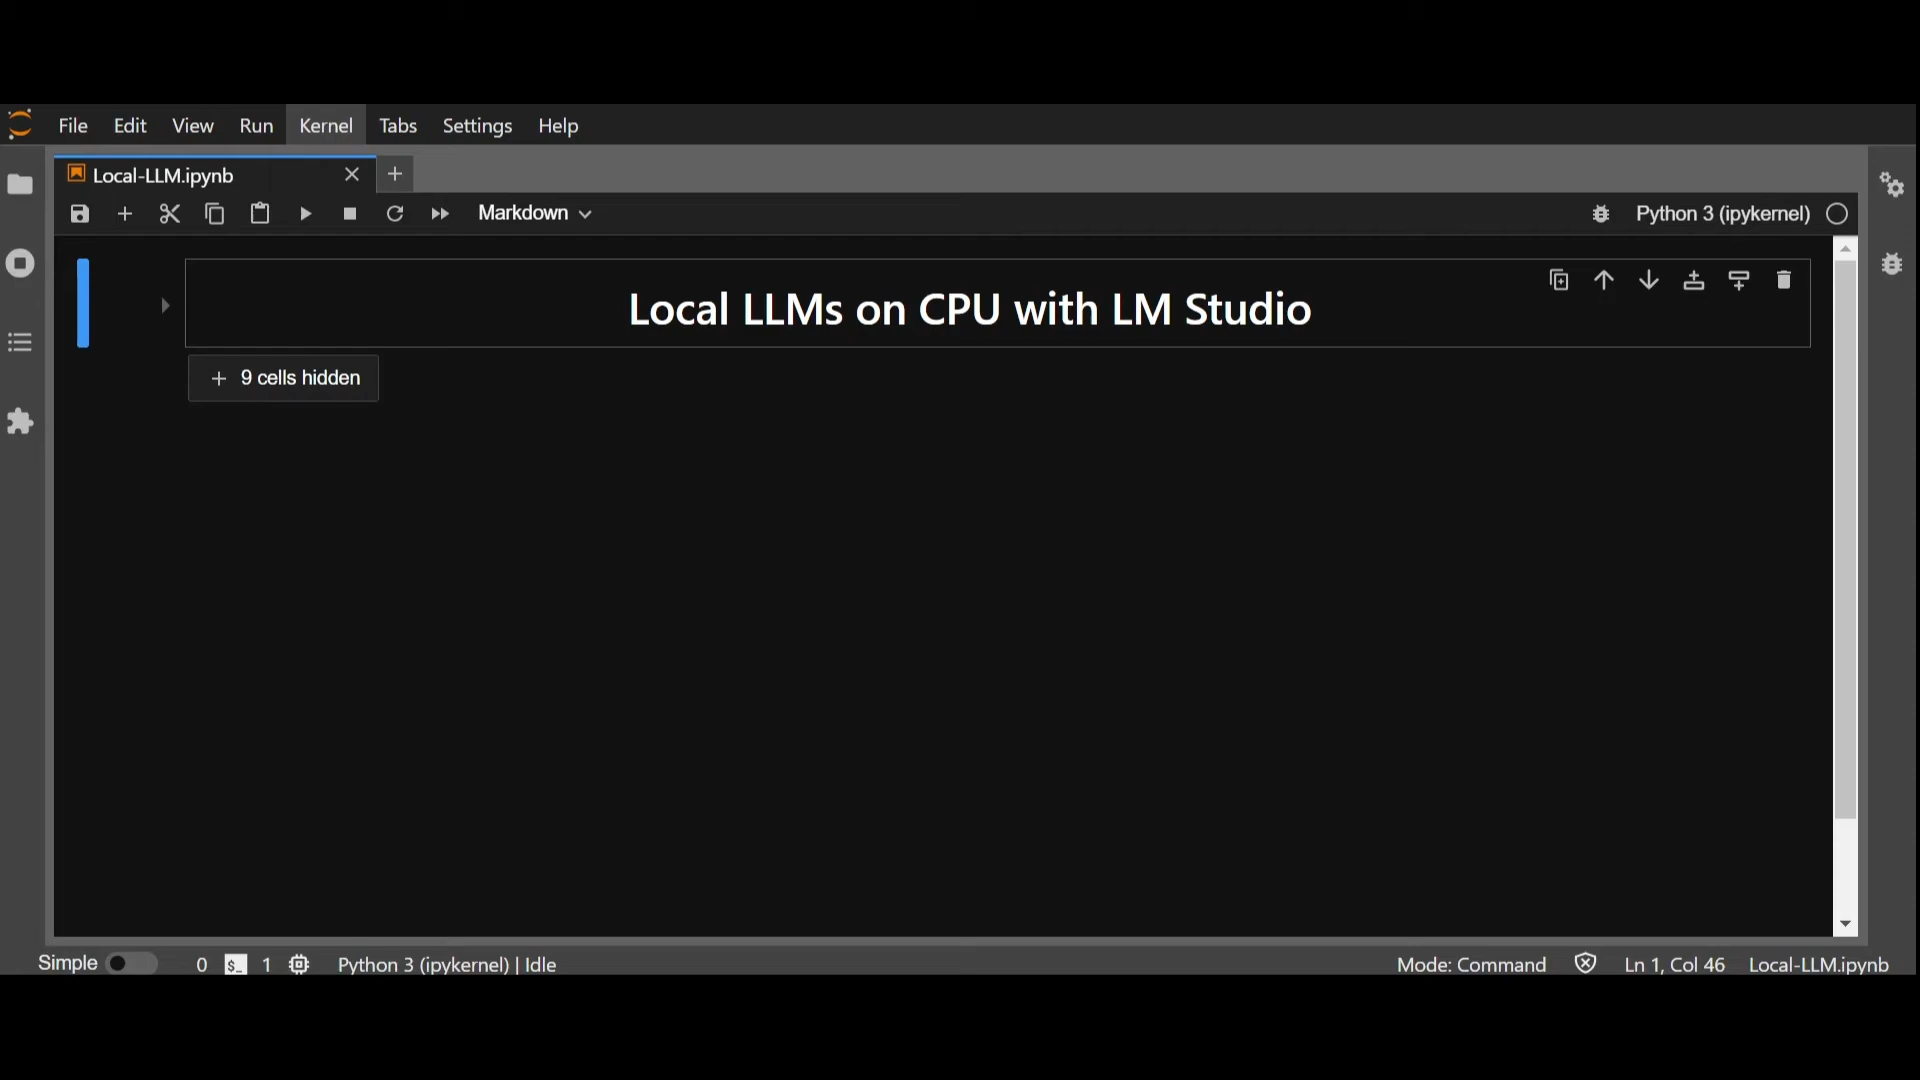 File Edit View Run Kernel Tabs Settings Help
Local-LLM.ipynb
Markdown Python 3 (ipykernel)
Local LLMs on CPU with LM Studio
+ 9 cells hidden
Simple 0 $_ 1 Python 3 (ipykernel) | Idle Mode: Command Ln 1, Col 46 Local-LLM.ipynb